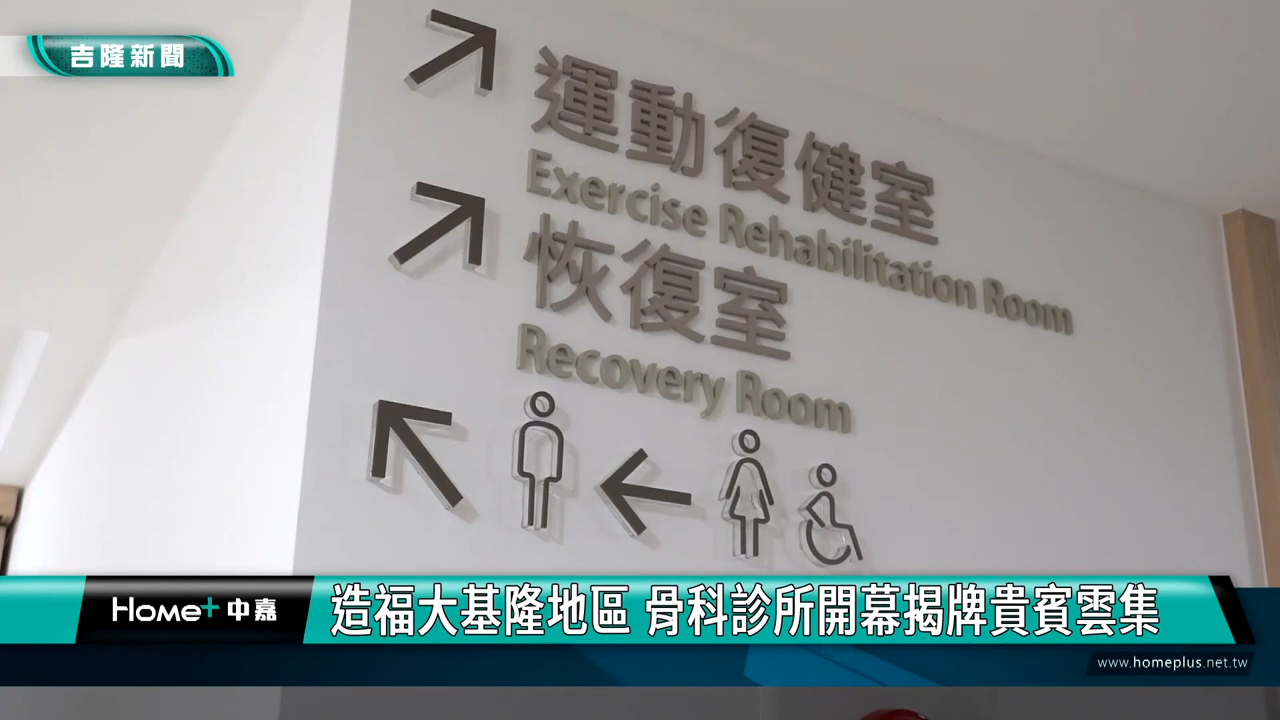 吉隆新聞
運動復健室
Exercise Rehabilitation Room
恢復室
Recovery Room
Home+ 中嘉
造福大基隆地區 骨科診所開幕揭牌貴賓雲集
www.homeplus.net.tw